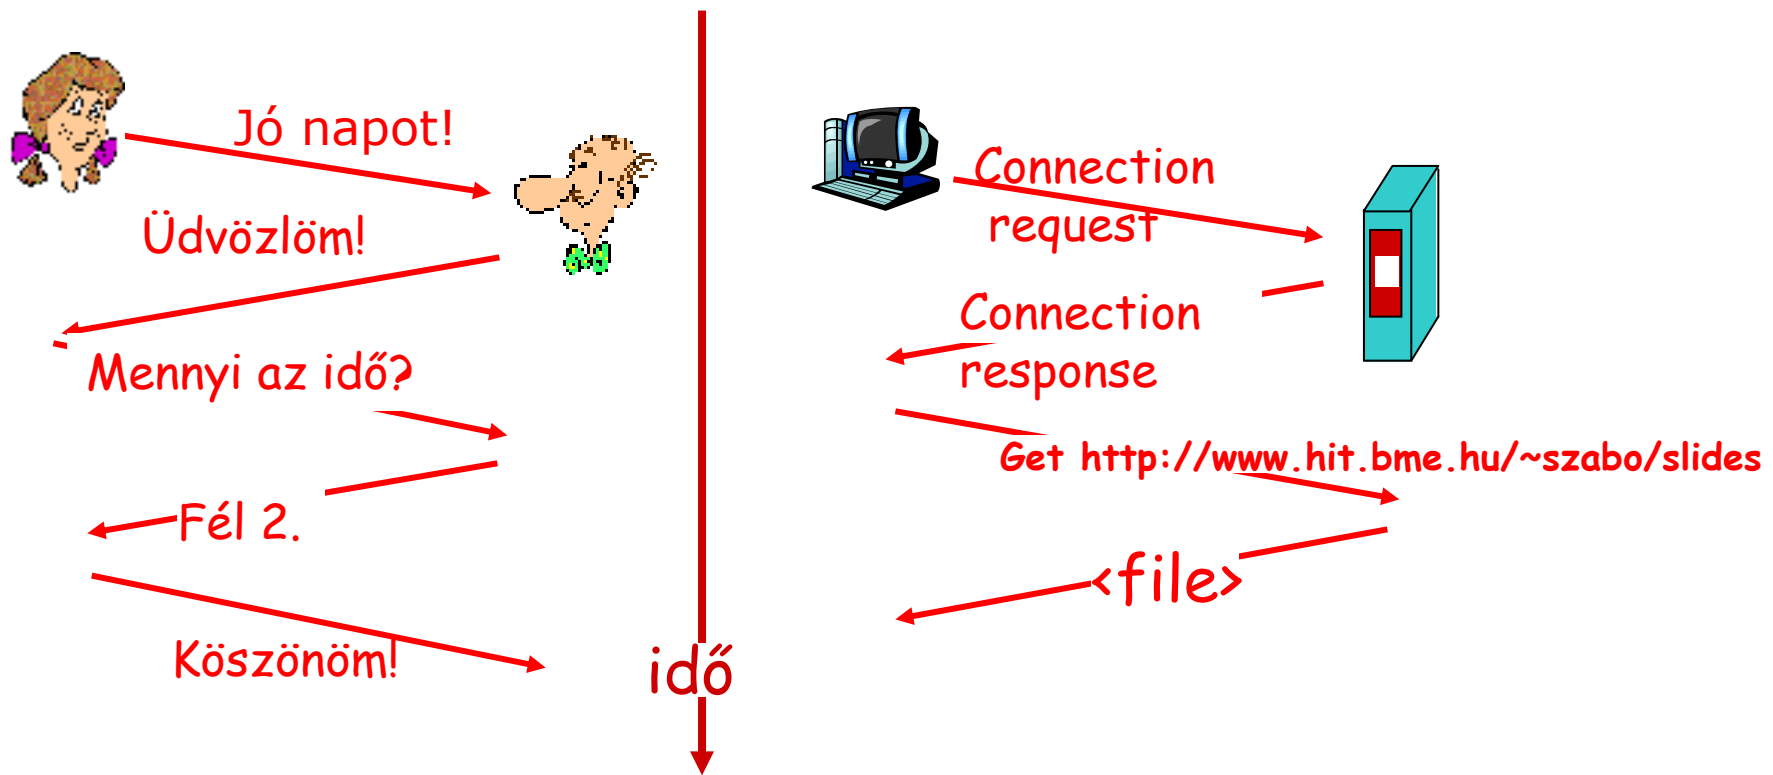 Jó napot!
Üdvözlöm!
Mennyi az idő?
Fél 2.
Köszönöm!
idő
Connection
request
Connection
response
Get http://www.hit.bme.hu/~szabo/slides
<file>